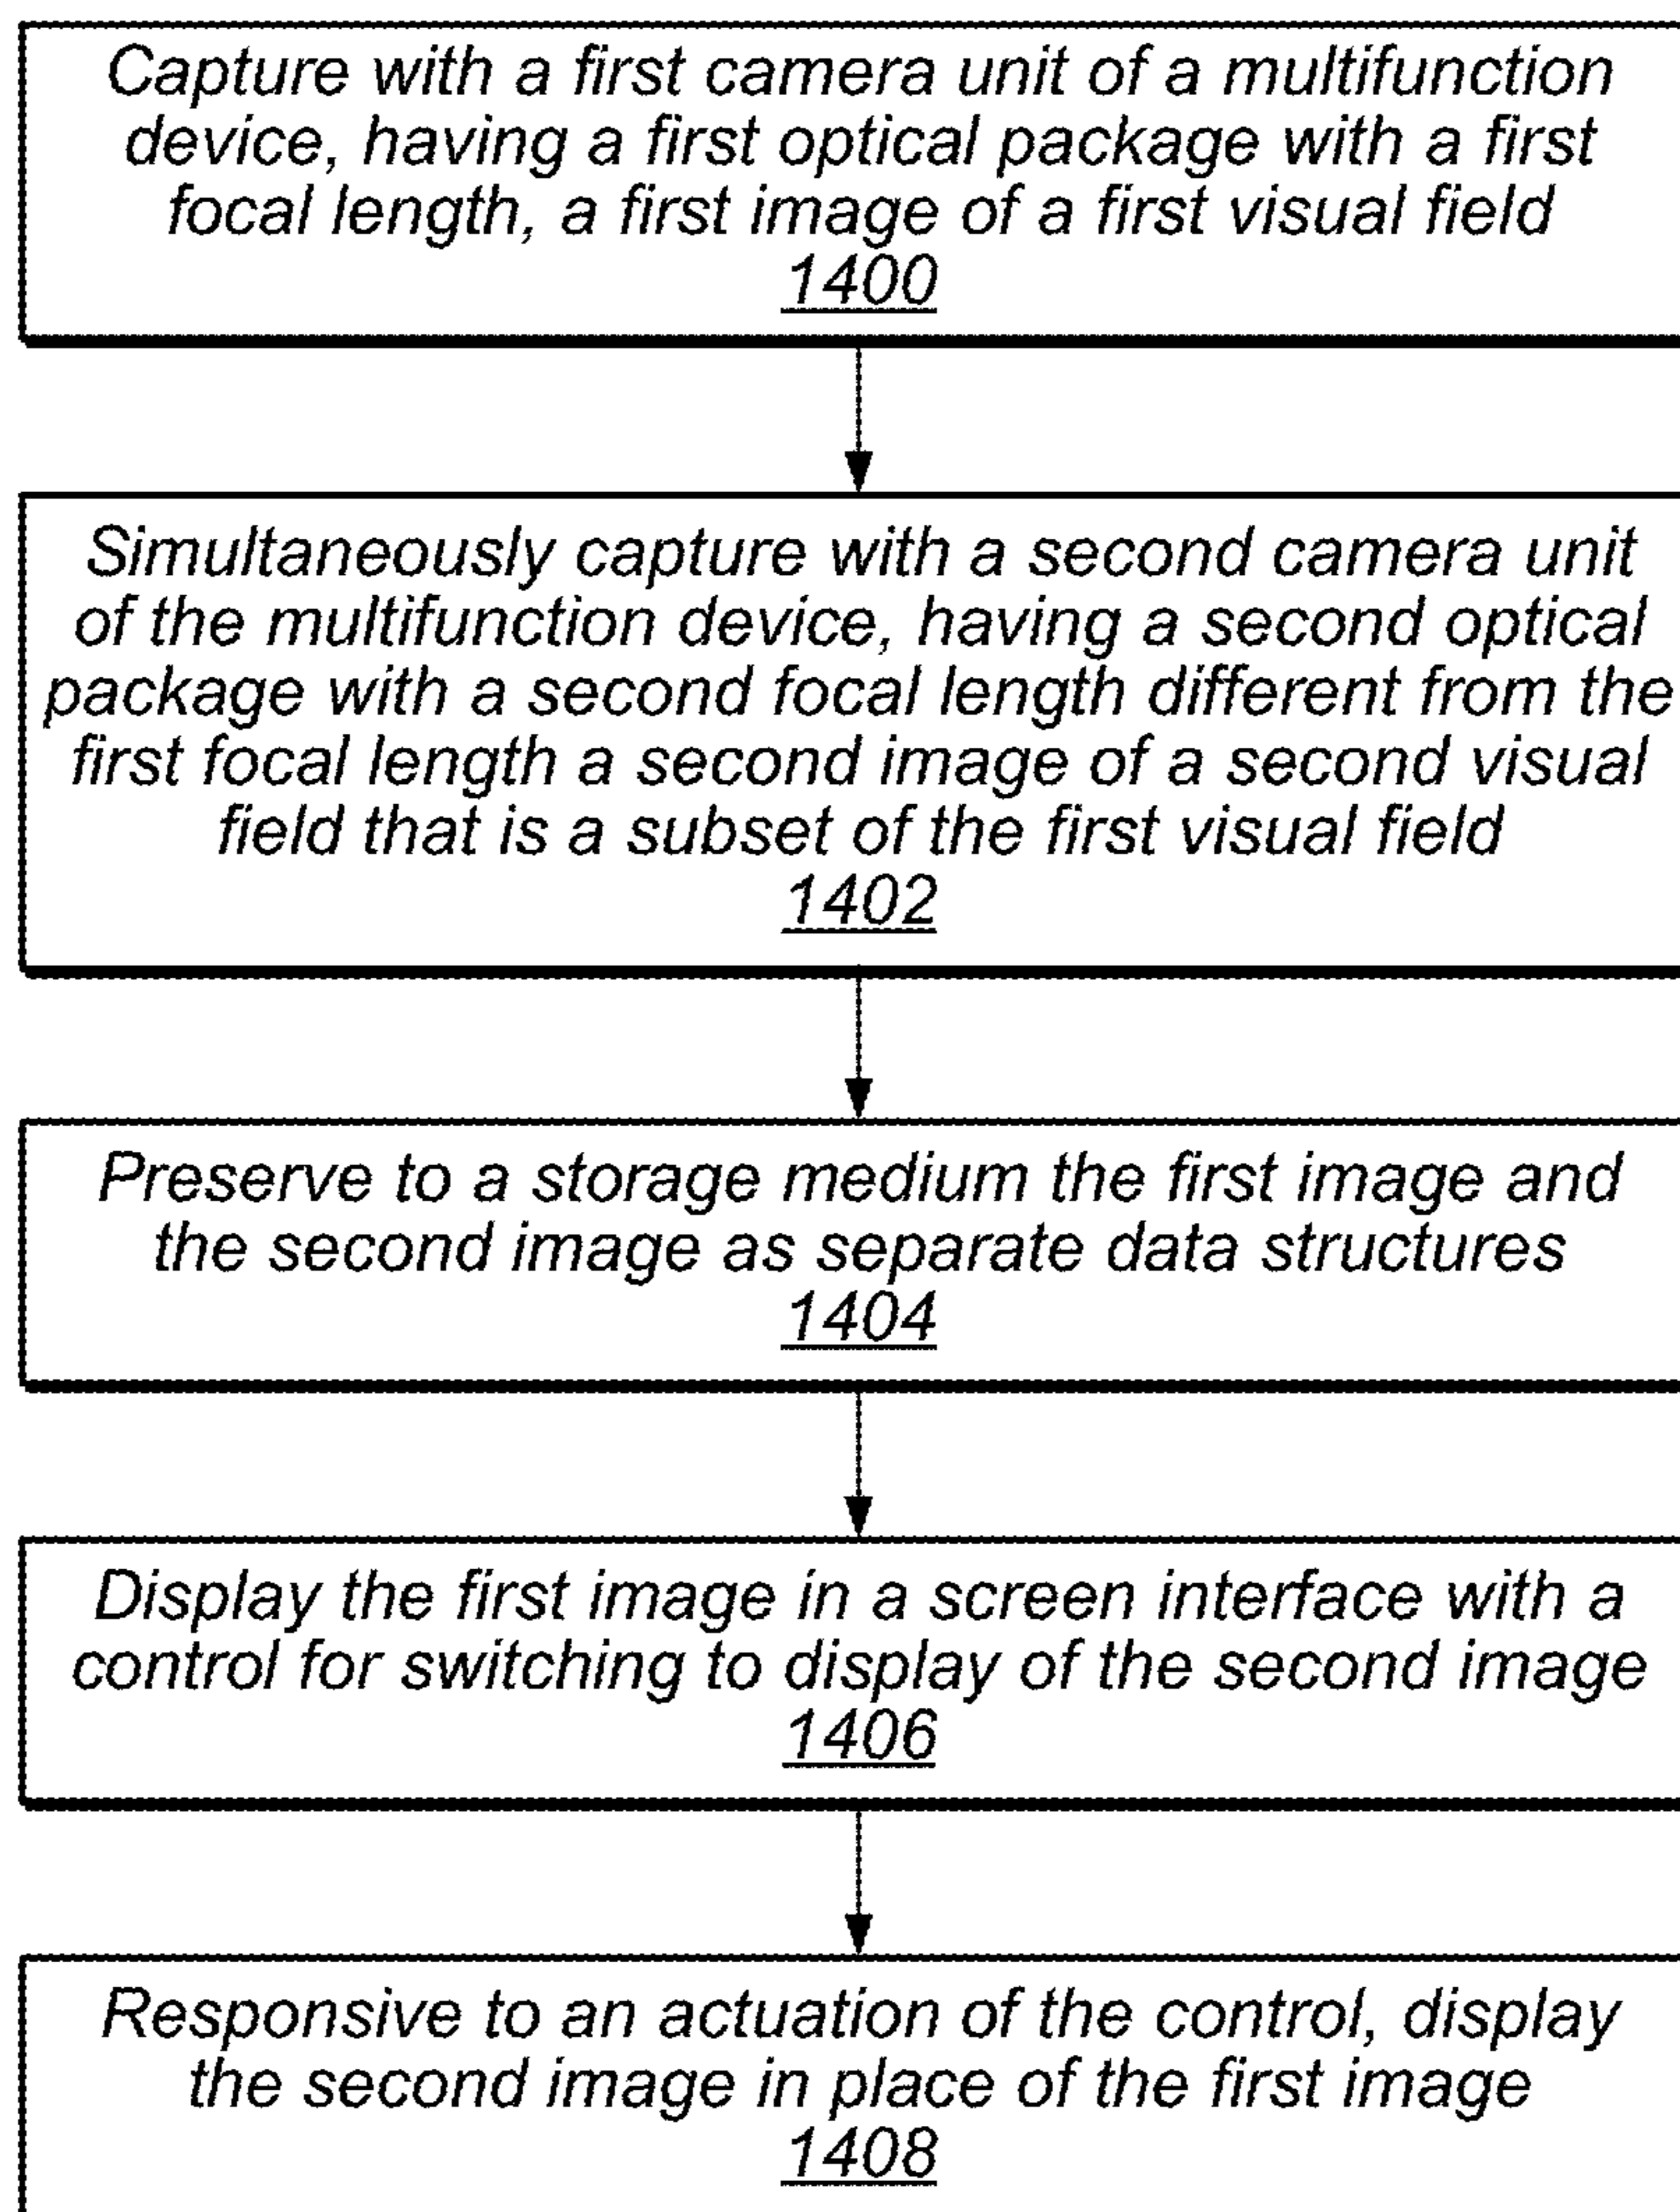 Capture with a first camera unit of a multifunction
device, having a first optical package with a first
focal length, a first image of a first visual field
1400
Simultaneously capture with a second camera unit
of the multifunction device, having a second optical
package with a second focal length different from the
first focal length a second image of a second visual
field that is a subset of the first visual field
1402
Preserve to a storage medium the first image and
the second image as separate data structures
1404
Display the first image in a screen interface with a
control for switching to display of the second image
1406
Responsive to an actuation of the control, display
the second image in place of the first image
1408